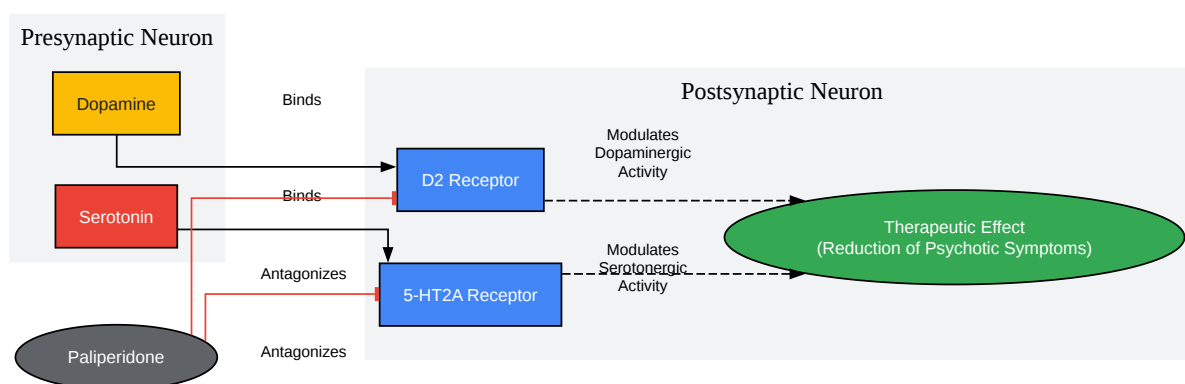 Presynaptic Neuron
Dopamine
Binds
Postsynaptic Neuron
Modulates
Dopaminergic
Activity
D2 Receptor
Serotonin
Binds
Therapeutic Effect
(Reduction of Psychotic Symptoms)
Modulates
Serotonergic
Activity
Antagonizes
5-HT2A Receptor
Paliperidone
Antagonizes